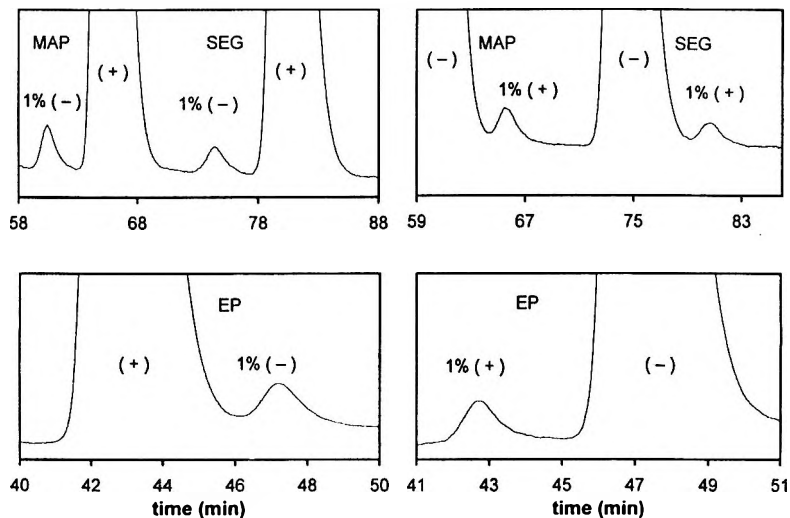 MAP SEG
(+) (+)
1% (-) 1% (-)
58 68 78 88
MAP SEG
(-) (-)
1% (+) 1% (+)
59 67 75 83
EP
(+) 1% (-)
40 42 44 46 48 50
time (min)
EP
1% (+) (-)
41 43 45 47 49 51
time (min)